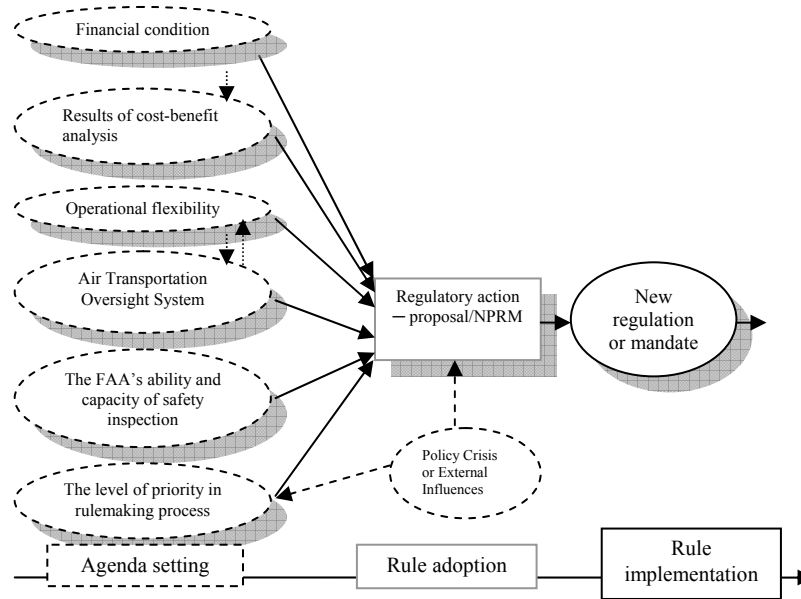 Financial condition
Results of cost-benefit
analysis
Operational flexibility
Air Transportation
Oversight System
The FAA’s ability and
capacity of safety
inspection
The level of priority in
rulemaking process
Regulatory action
– proposal/NPRM
New
regulation
or mandate
Policy Crisis
or External
Influences
Agenda setting
Rule adoption
Rule
implementation